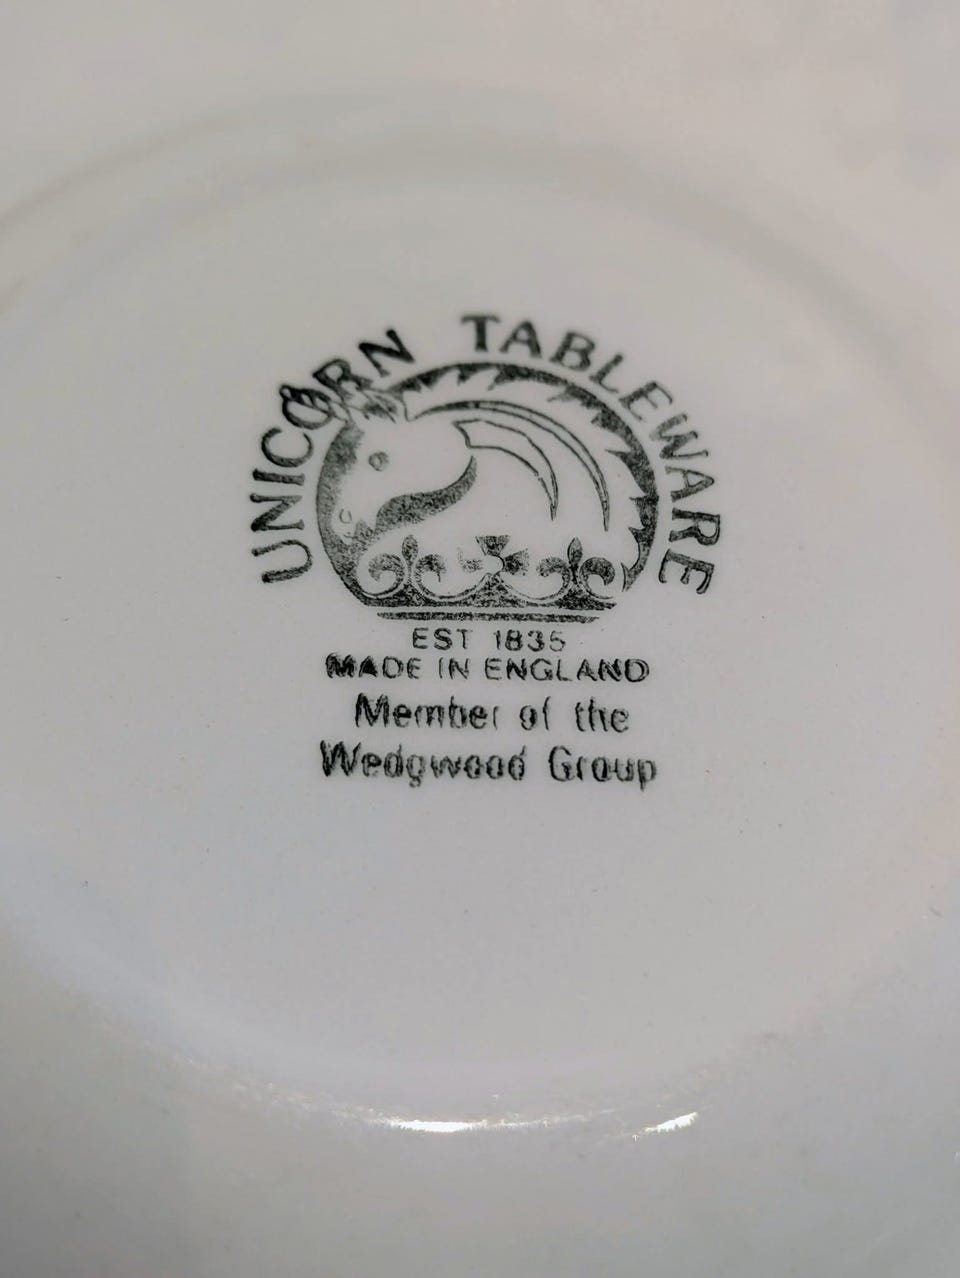 UNICORN TABLEWARE
EST 1835
MADE IN ENGLAND
Member of the
Wedgwood Group